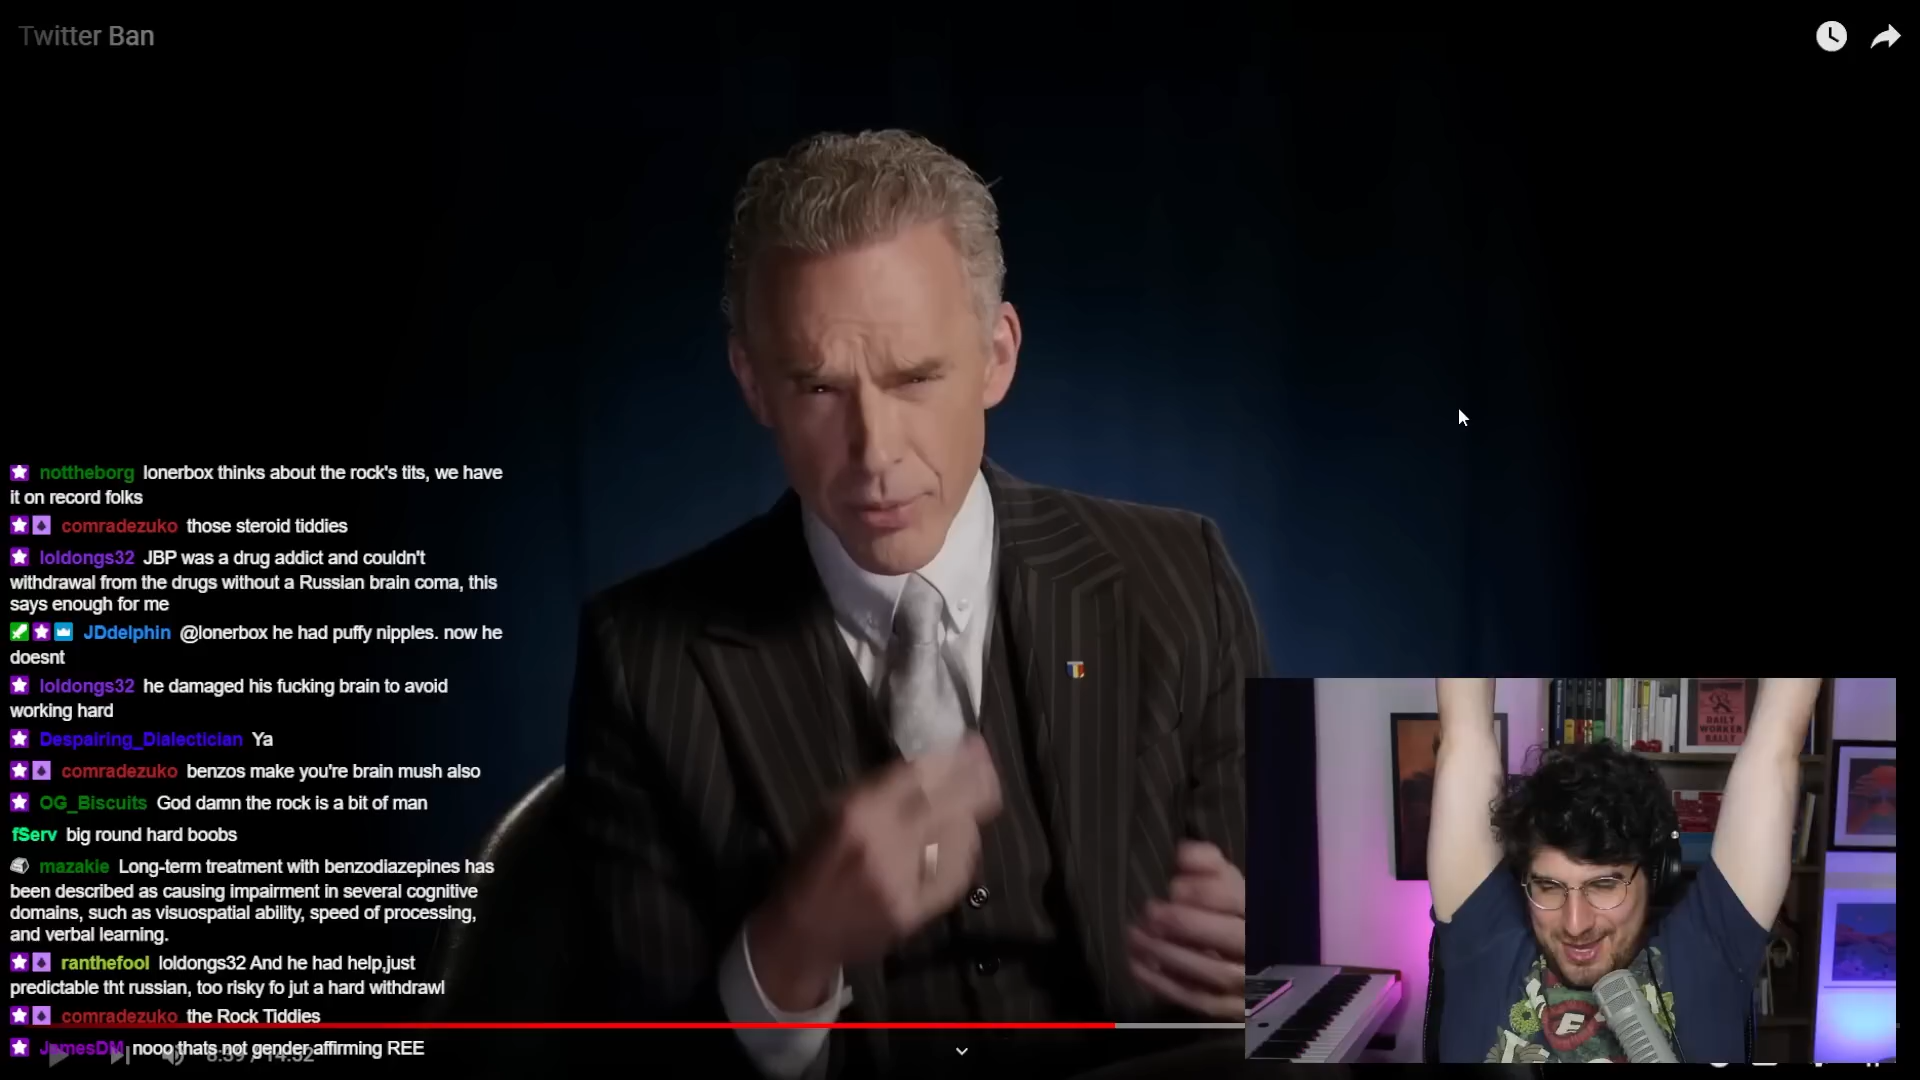 Twitter Ban
nottheborg lonerbox thinks about the rock's tits, we have
it on record folks
comradezuko those steroid tiddies
loldongs32 JBP was a drug addict and couldn't
withdrawal from the drugs without a Russian brain coma, this
says enough for me
JDdelphin @lonerbox he had puffy nipples. now he
doesnt
loldongs32 he damaged his fucking brain to avoid
working hard
Despairing_Dialectician Ya
comradezuko benzos make you're brain mush also
OG_Biscuits God damn the rock is a bit of man
fServ big round hard boobs
mazakie Long-term treatment with benzodiazepines has
been described as causing impairment in several cognitive
domains, such as visuospatial ability, speed of processing,
and verbal learning.
ranthefool loldongs32 And he had help,just
predictable tht russian, too risky fo jut a hard withdrawl
comradezuko the Rock Tiddies
JamesDM nooo thats not gender affirming REE
DAILY
WORKER
RALLY
E